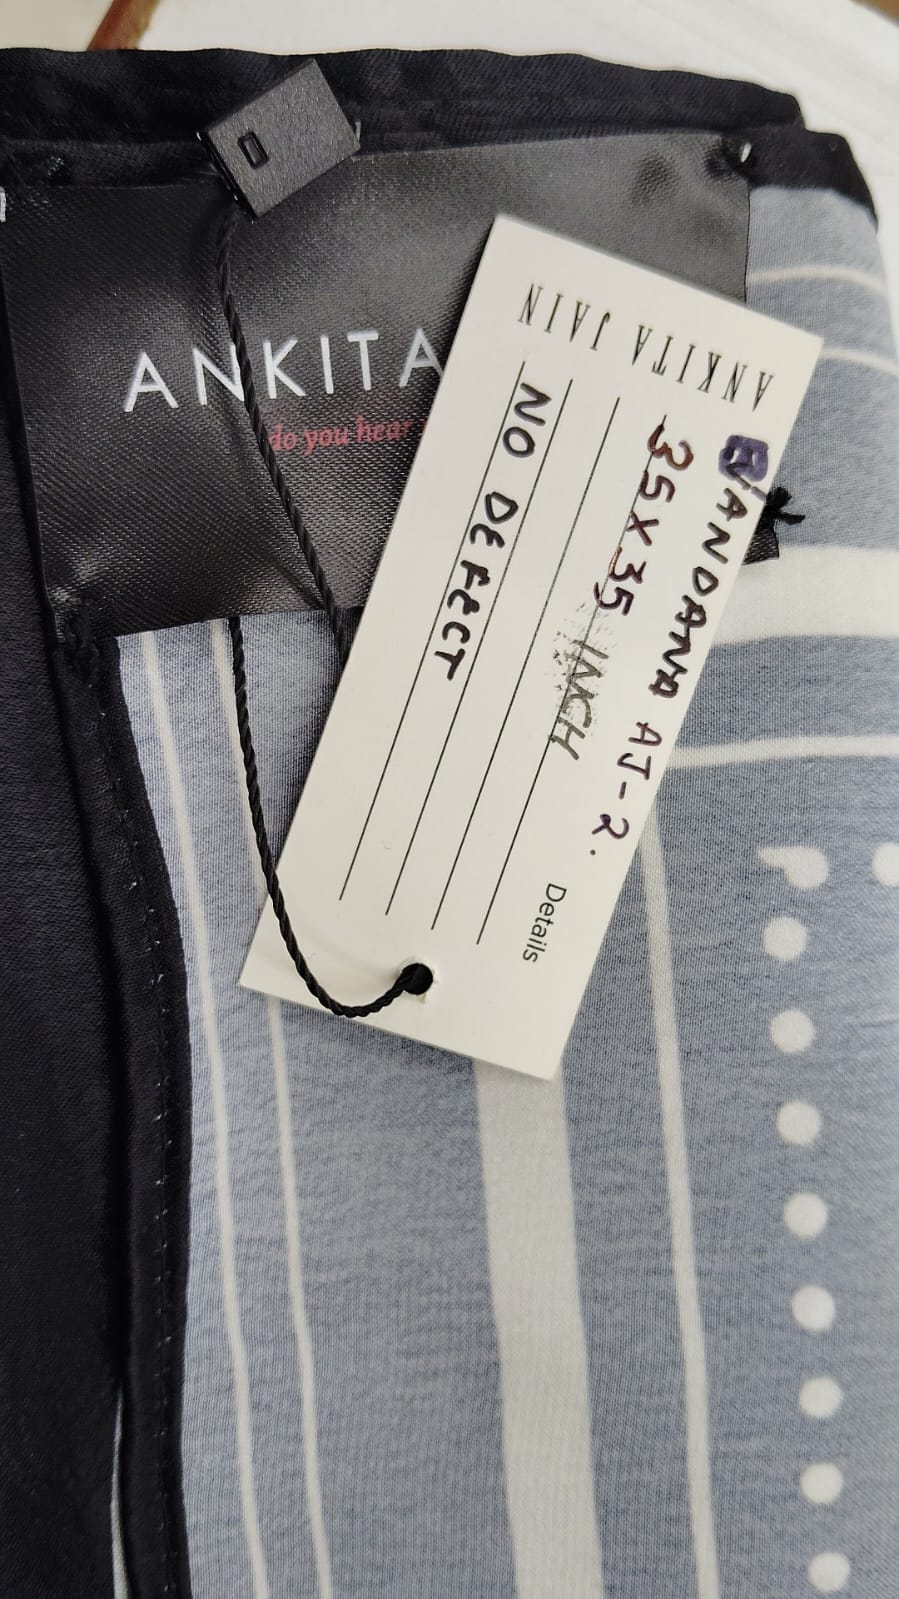 ANKITA
do you hear
ANKITA JAIN
Details
BANDANA AJ-2.
35X35 INCH
NO DEFECT